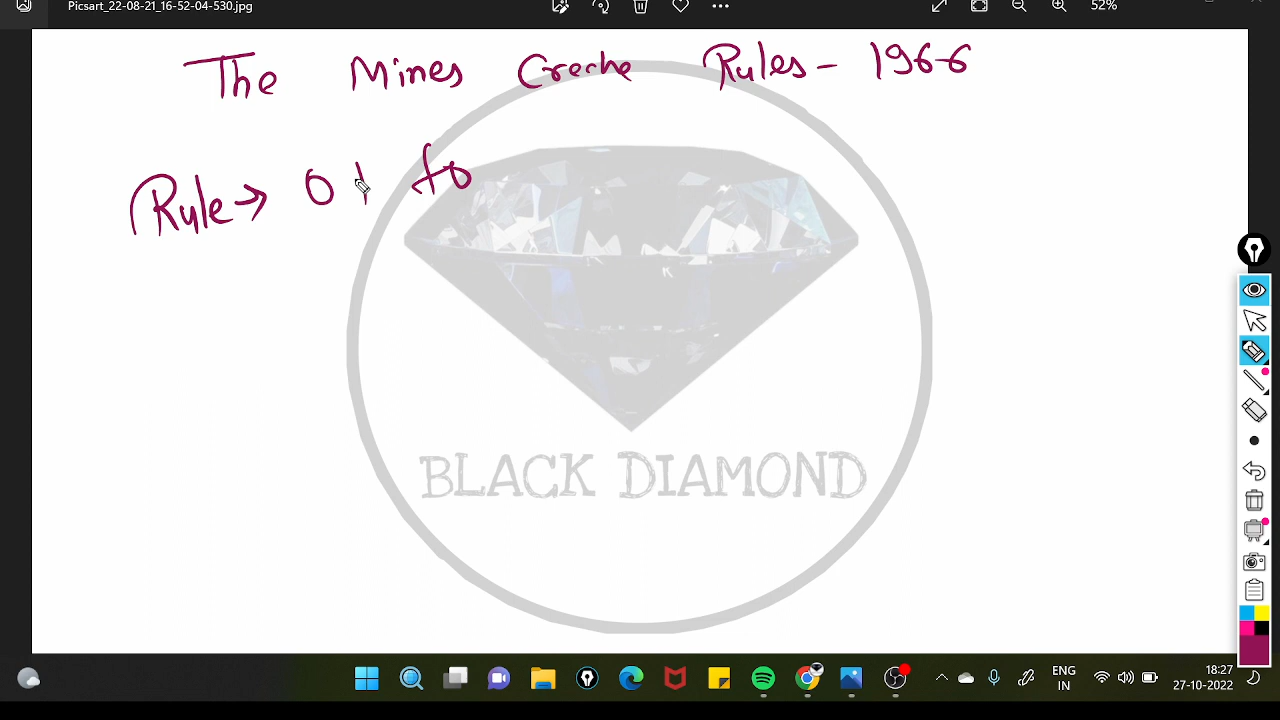 Picsart_22-08-21_16-52-04-530.jpg
52%
The Mines Creche Rules - 1966
Rule → 01 to
BLACK DIAMOND
ENG
IN
18:27
27-10-2022